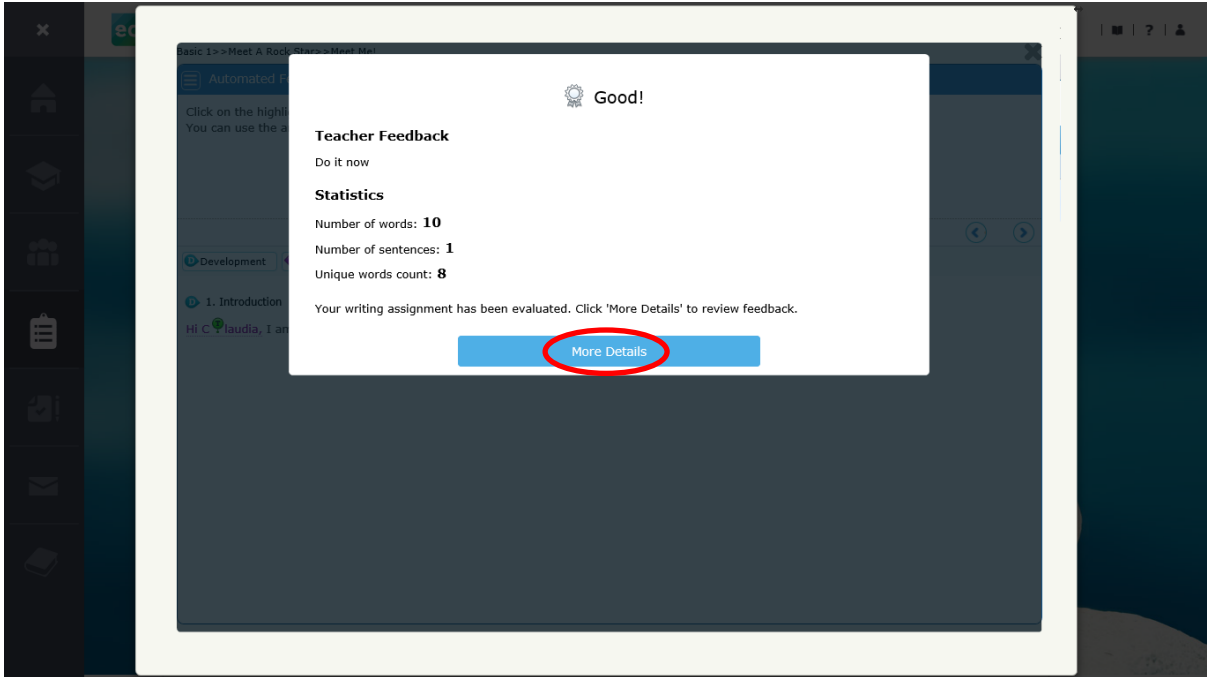 Basic 1>>Meet A Rock Star>>Meet Me!
Automated
Click on the
You can use the
Good!
Teacher Feedback
Do it now
Statistics
Number of words: 10
Number of sentences: 1
Unique words count: 8
Your writing assignment has been evaluated. Click 'More Details' to review feedback.
More Details
D Development
D 1. Introduction
Hi C laudia, I
?